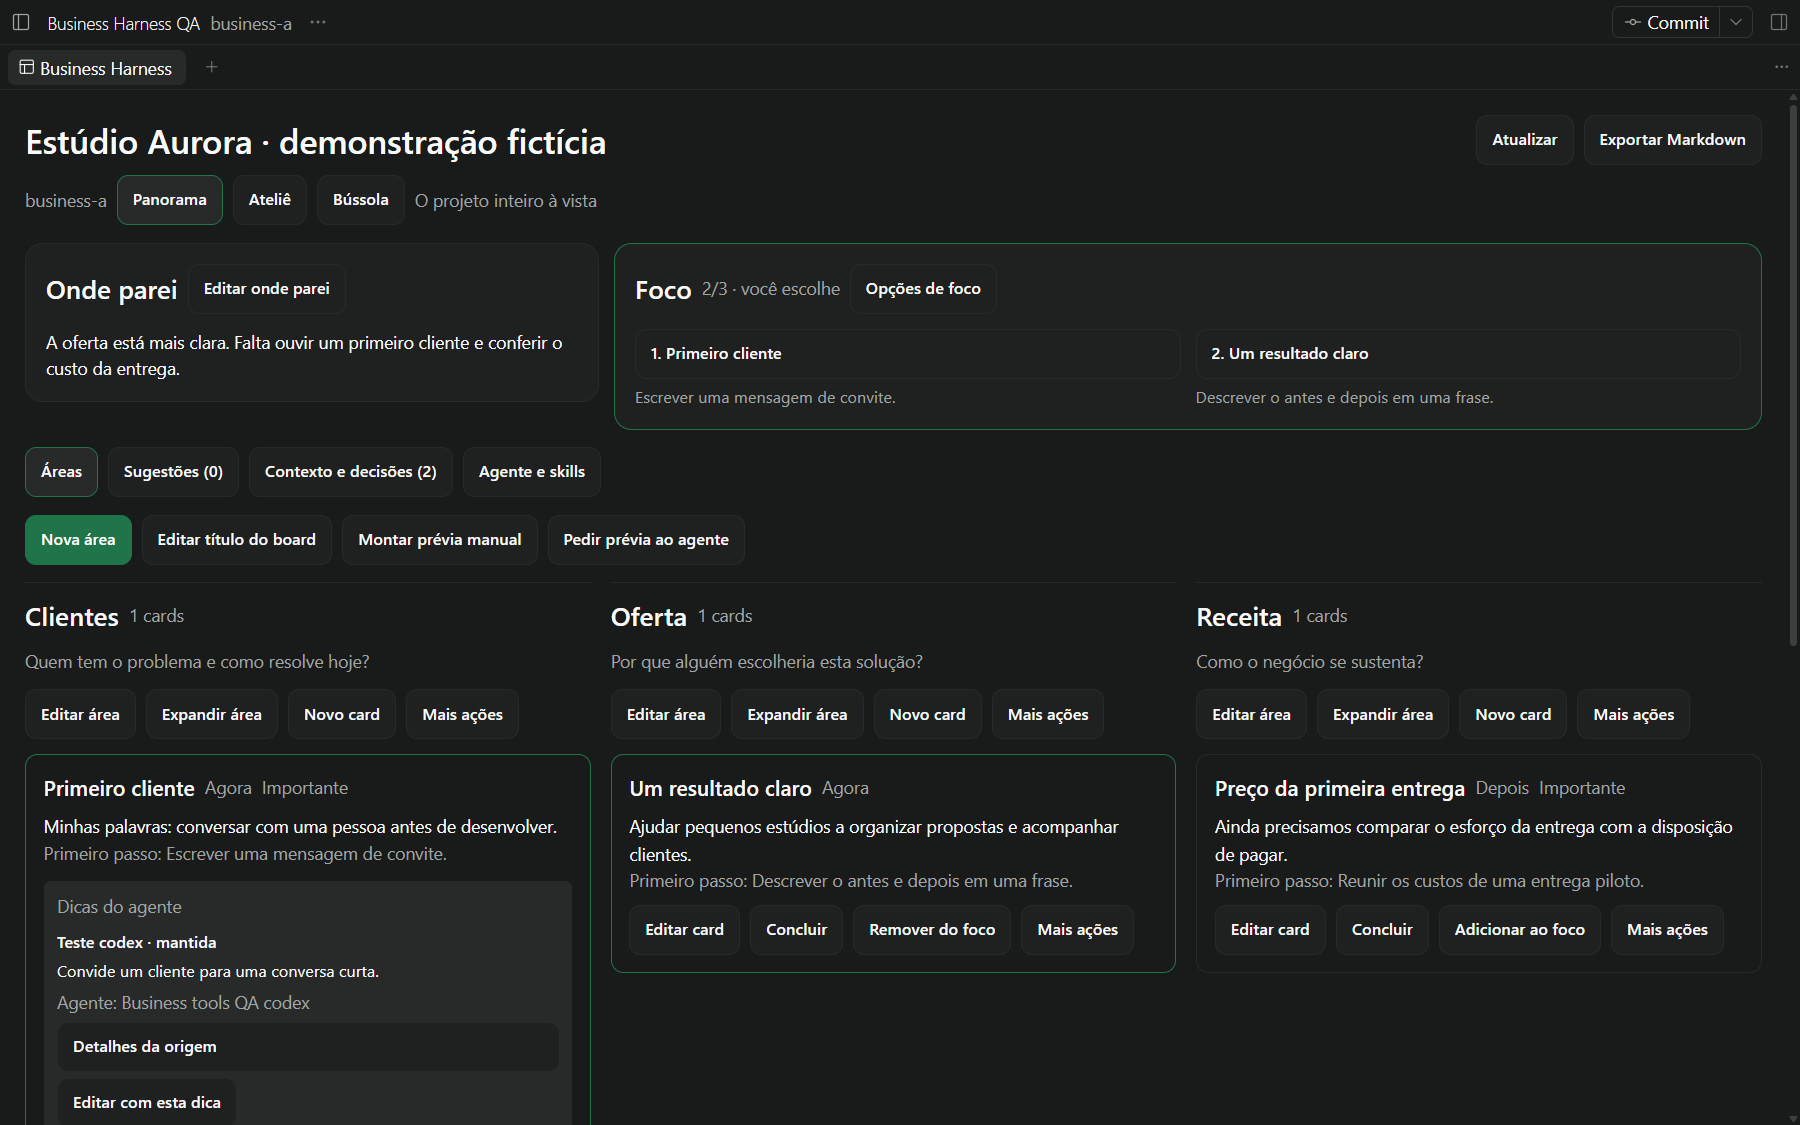 Business Harness QA business-a ...
Commit
Business Harness +
...
Estúdio Aurora · demonstração fictícia
Atualizar
Exportar Markdown
business-a
Panorama
Ateliê
Bússola
O projeto inteiro à vista
Onde parei
Editar onde parei
A oferta está mais clara. Falta ouvir um primeiro cliente e conferir o
custo da entrega.
Foco 2/3 · você escolhe
Opções de foco
1. Primeiro cliente
Escrever uma mensagem de convite.
2. Um resultado claro
Descrever o antes e depois em uma frase.
Áreas
Sugestões (0)
Contexto e decisões (2)
Agente e skills
Nova área
Editar título do board
Montar prévia manual
Pedir prévia ao agente
Clientes 1 cards
Quem tem o problema e como resolve hoje?
Editar área
Expandir área
Novo card
Mais ações
Primeiro cliente Agora Importante
Minhas palavras: conversar com uma pessoa antes de desenvolver.
Primeiro passo: Escrever uma mensagem de convite.
Dicas do agente
Teste codex · mantida
Convide um cliente para uma conversa curta.
Agente: Business tools QA codex
Detalhes da origem
Editar com esta dica
Oferta 1 cards
Por que alguém escolheria esta solução?
Editar área
Expandir área
Novo card
Mais ações
Um resultado claro Agora
Ajudar pequenos estúdios a organizar propostas e acompanhar
clientes.
Primeiro passo: Descrever o antes e depois em uma frase.
Editar card
Concluir
Remover do foco
Mais ações
Receita 1 cards
Como o negócio se sustenta?
Editar área
Expandir área
Novo card
Mais ações
Preço da primeira entrega Depois Importante
Ainda precisamos comparar o esforço da entrega com a disposição
de pagar.
Primeiro passo: Reunir os custos de uma entrega piloto.
Editar card
Concluir
Adicionar ao foco
Mais ações